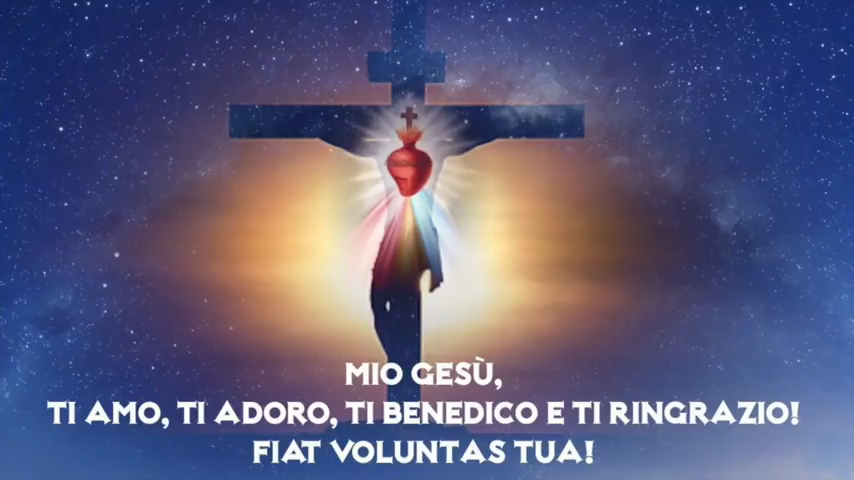 MIO GESÙ,
TI AMO, TI ADORO, TI BENEDICO E TI RINGRAZIO!
FIAT VOLUNTAS TUA!